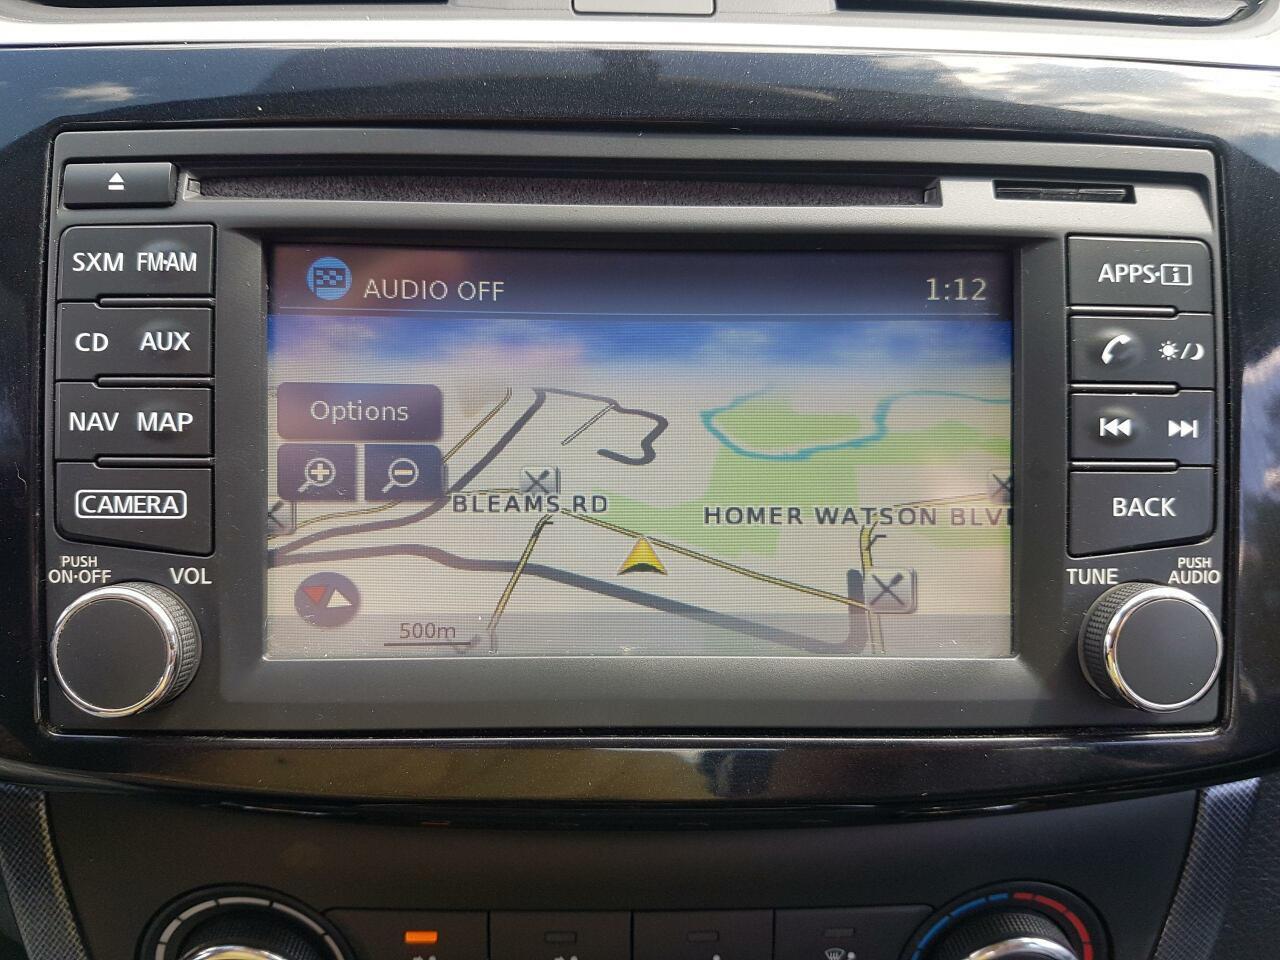 SXM FM·AM
CD AUX
NAV MAP
CAMERA
PUSH
ON·OFF
VOL
AUDIO OFF
1:12
Options
BLEAMS RD
HOMER WATSON BLV
500m
APPS·i
BACK
TUNE
PUSH
AUDIO